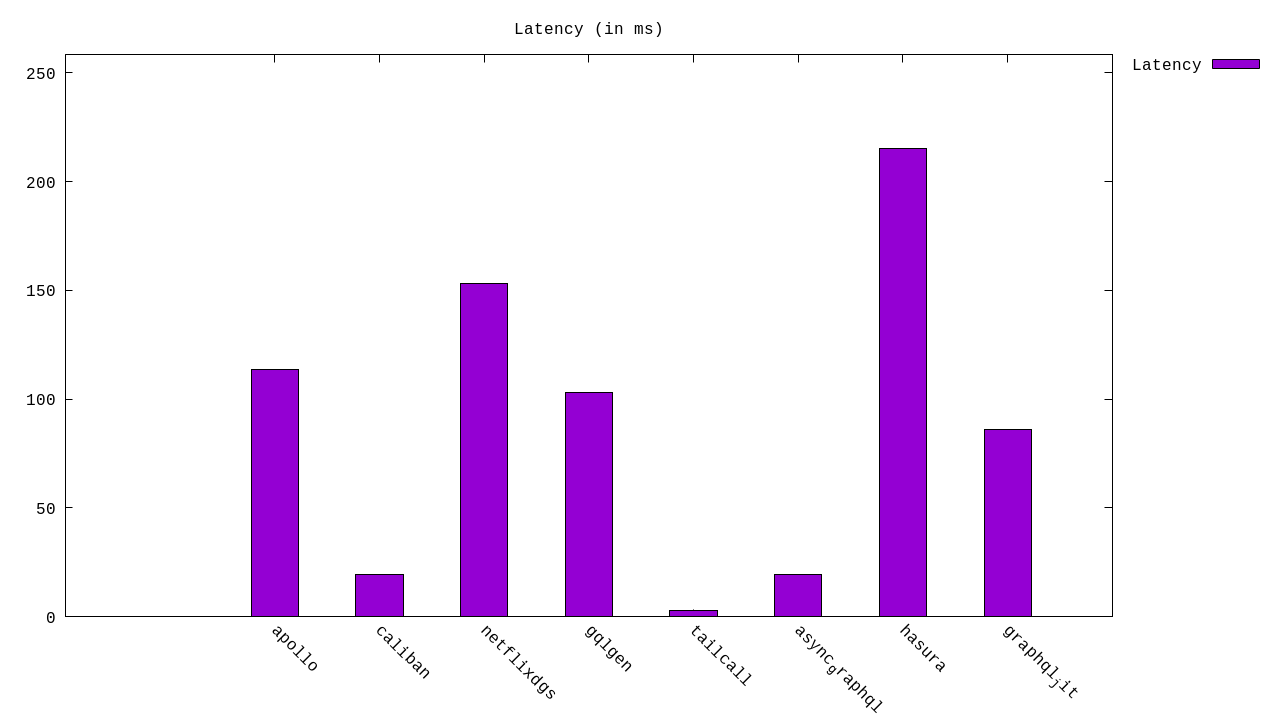 Latency (in ms)
Latency
250
200
150
100
50
0
apollo
caliban
netflixdgs
gqlgen
tailcall
async_graphql
hasura
graphql_jit